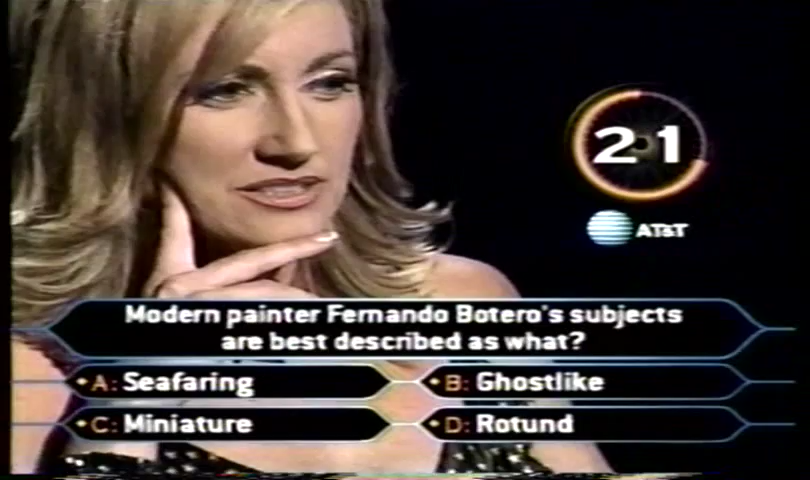 21
AT&T
Modern painter Fernando Botero's subjects
are best described as what?
A: Seafaring
B: Ghostlike
C: Miniature
D: Rotund